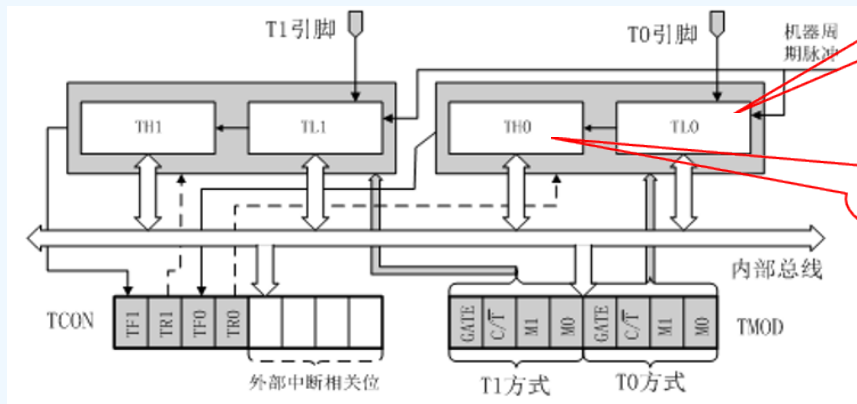 T1引脚
T0引脚
机器周
期脉冲
TH1
TL1
TH0
TL0
内部总线
TCON
TF1
TR1
TF0
TR0
GATE
C/T̅
M1
M0
GATE
C/T̅
M1
M0
TMOD
外部中断相关位
T1方式
T0方式